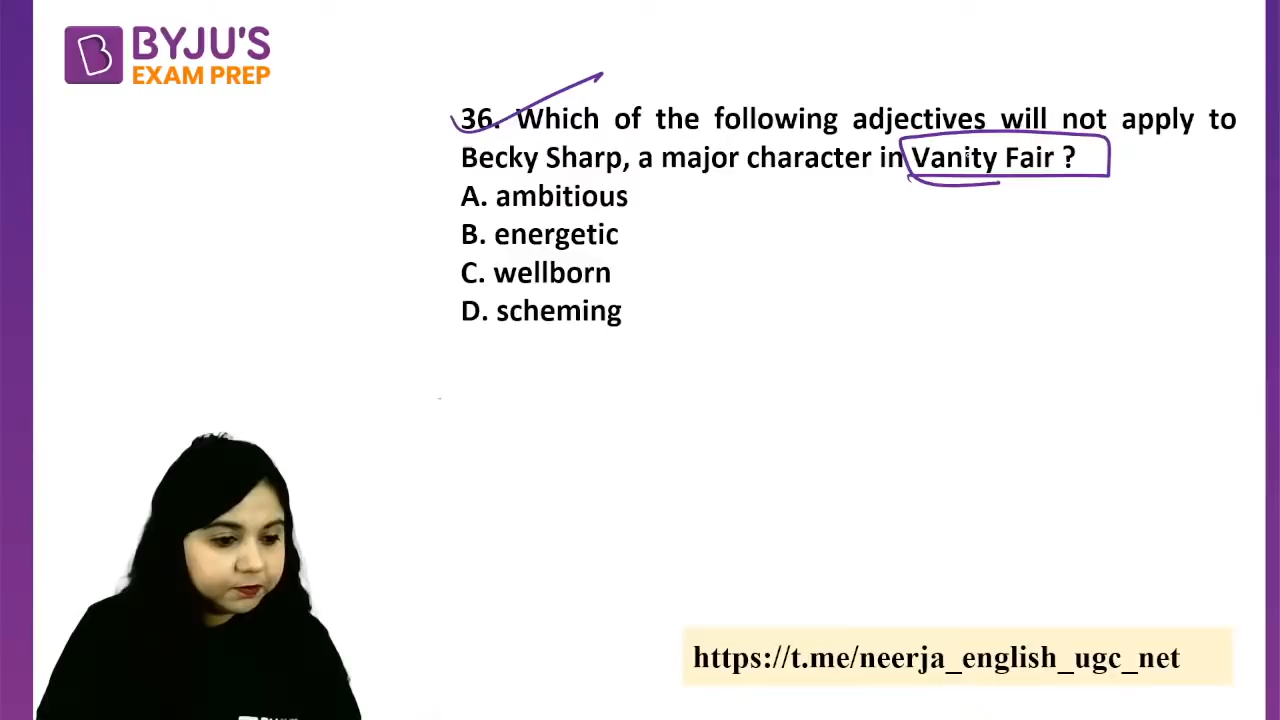 BYJU'S
EXAM PREP
36. Which of the following adjectives will not apply to
Becky Sharp, a major character in Vanity Fair ?
A. ambitious
B. energetic
C. wellborn
D. scheming
https://t.me/neerja_english_ugc_net